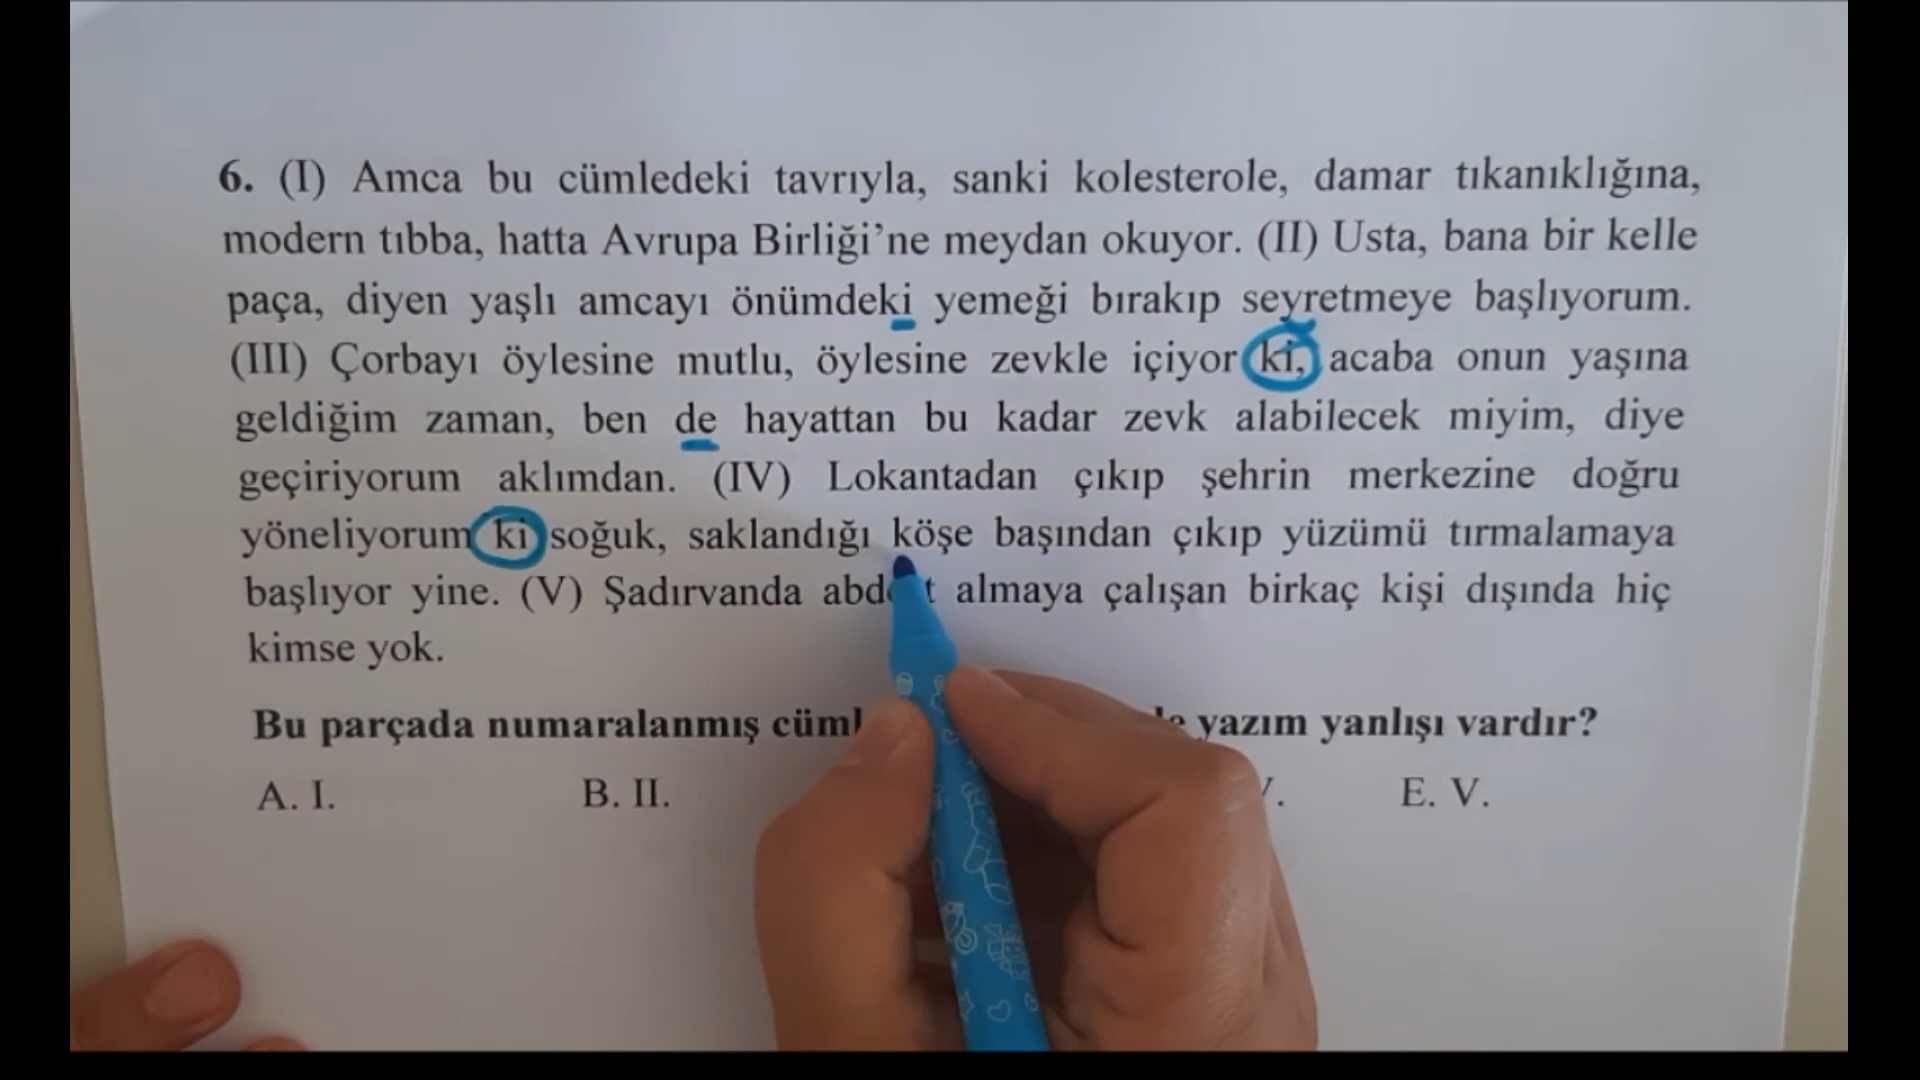 6. (I) Amca bu cümledeki tavrıyla, sanki kolesterole, damar tıkanıklığına,
modern tıbba, hatta Avrupa Birliği’ne meydan okuyor. (II) Usta, bana bir kelle
paça, diyen yaşlı amcayı önümdeki yemeği bırakıp seyretmeye başlıyorum.
(III) Çorbayı öylesine mutlu, öylesine zevkle içiyor ki, acaba onun yaşına
geldiğim zaman, ben de hayattan bu kadar zevk alabilecek miyim, diye
geçiriyorum aklımdan. (IV) Lokantadan çıkıp şehrin merkezine doğru
yöneliyorum ki soğuk, saklandığı köşe başından çıkıp yüzümü tırmalamaya
başlıyor yine. (V) Şadırvanda almaya çalışan birkaç kişi dışında hiç
kimse yok.
Bu parçada numaralanmış yazım yanlışı vardır?
A. I. B. II. E. V.